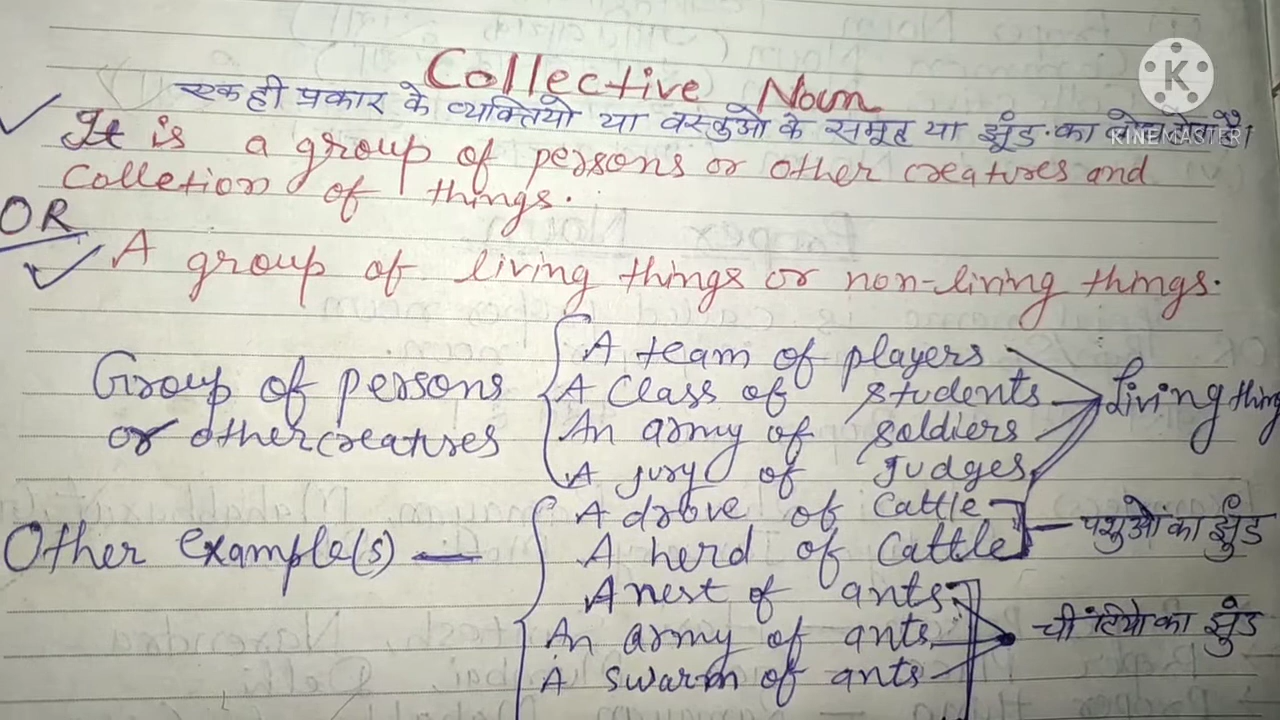 Collective Noun
एक ही प्रकार के व्यक्तियो या वस्तुओ के समूह या झुंड का
KINEMASTER
It is a group of persons or other creatures and
Colletion of things.
OR
A group of living things or non-living things.
Group of persons
or other creatures
A team of players
A Class of students
An army of soldiers
A jury of judges
Living thing
Other example(s) —
A drove of Cattle
A herd of Cattle
पशुओं का झुँड
A nest of ants
An army of ants
A swarm of ants
चीटियो का झुँड